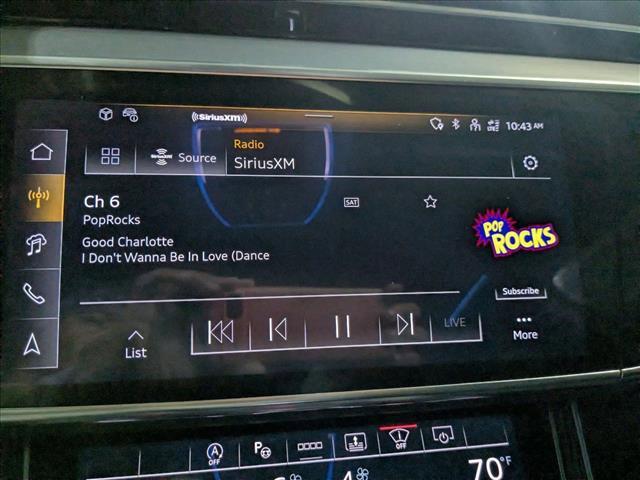 SiriusXM
10:43 AM
SiriusXM Source
Radio
SiriusXM
Ch 6
SAT
PopRocks
Good Charlotte
I Don't Wanna Be In Love (Dance
POP
ROCKS
Subscribe
LIVE
List
More
A
OFF
P
OFF
70°F